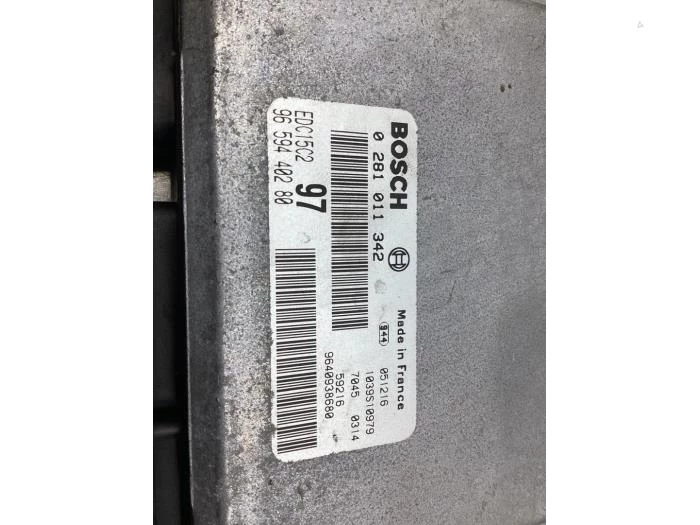 BOSCH
0 281 011 342
Made in France
944
051216
1039S10979
7045 0314
59216
EDC15C2 97
96 594 402 80
9640938680